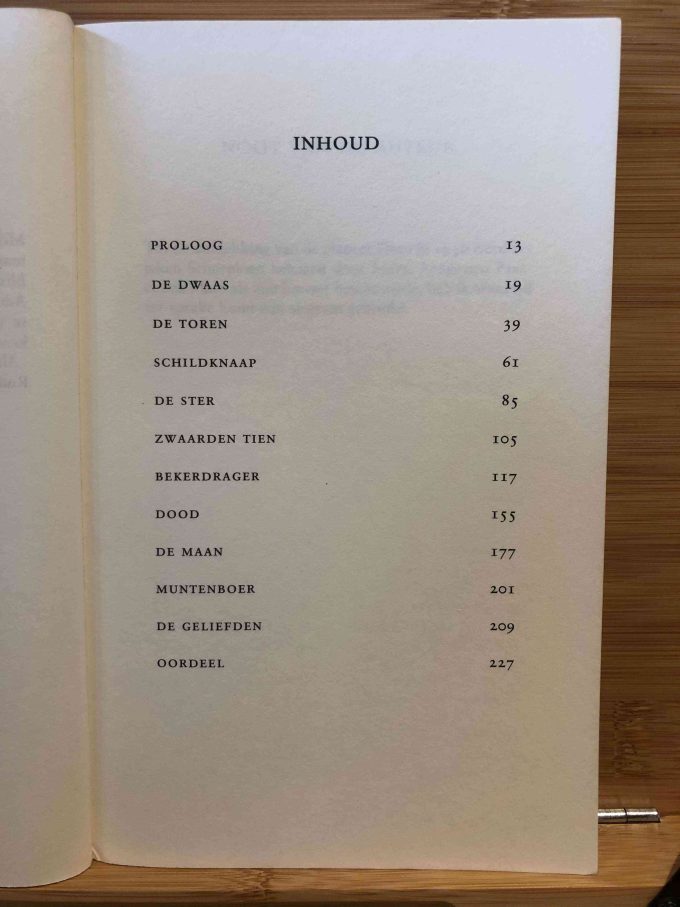 INHOUD
PROLOOG 13
DE DWAAS 19
DE TOREN 39
SCHILDKNAAP 61
DE STER 85
ZWAARDEN TIEN 105
BEKERDRAGER 117
DOOD 155
DE MAAN 177
MUNTENBOER 201
DE GELIEFDEN 209
OORDEEL 227